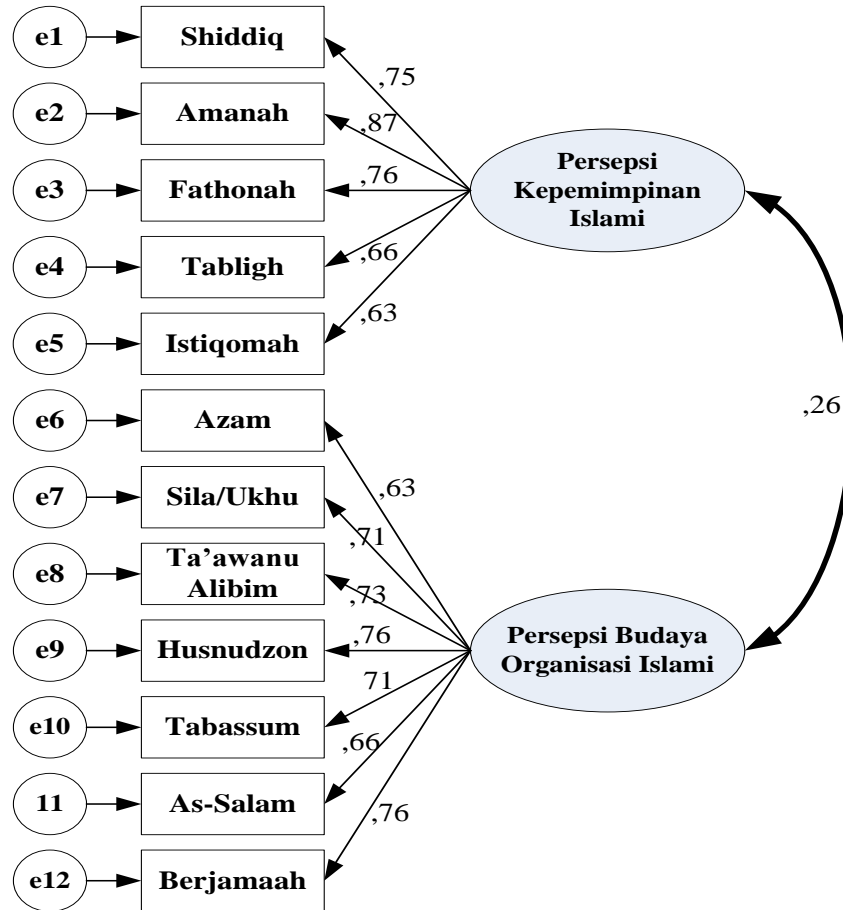 e1
Shiddiq
,75
e2
Amanah
,87
e3
Fathonah
,76
e4
Tabligh
,66
e5
Istiqomah
,63
Persepsi
Kepemimpinan
Islami
,26
e6
Azam
,63
e7
Sila/Ukhu
,71
e8
Ta’awanu
Alibim
,73
e9
Husnudzon
,76
e10
Tabassum
71
11
As-Salam
,66
e12
Berjamaah
,76
Persepsi Budaya
Organisasi Islami